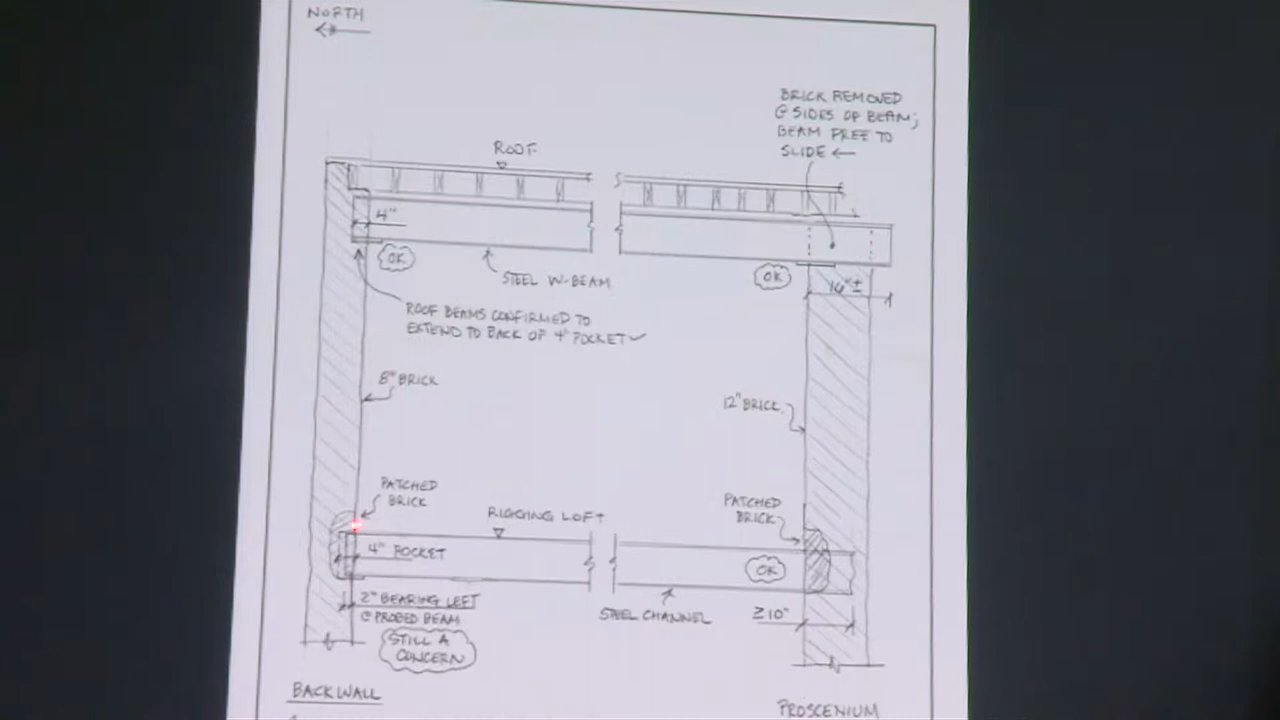 NORTH
BRICK REMOVED
@ SIDES OF BEAM;
BEAM FREE TO
SLIDE ←
ROOF
4"
OK
STEEL W-BEAM
OK
16"±
ROOF BEAMS CONFIRMED TO
EXTEND TO BACK OF 4" POCKET ✓
8" BRICK
12" BRICK
PATCHED
BRICK
RIGGING LOFT
PATCHED
BRICK
4" POCKET
OK
2" BEARING LEFT
@ PROBED BEAM
STEEL CHANNEL
≥10"
STILL A
CONCERN
BACKWALL
PROSCENIUM